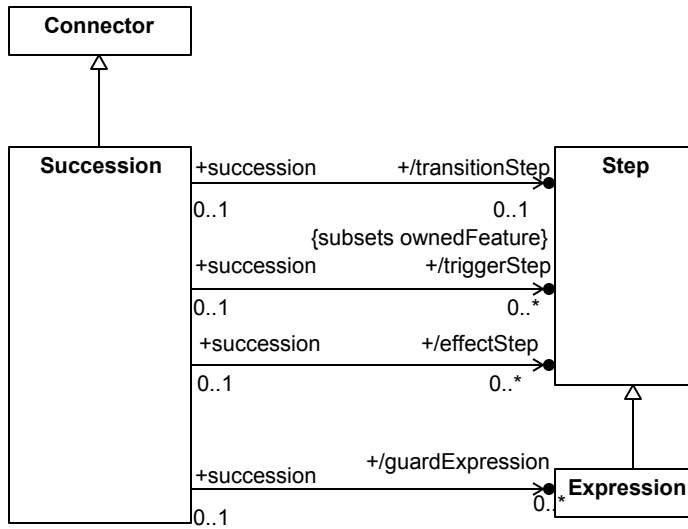 Connector
Succession
Step
+succession +/transitionStep
0..1 0..1
{subsets ownedFeature}
+succession +/triggerStep
0..1 0..*
+succession +/effectStep
0..1 0..*
+succession +/guardExpression
0..1 0..*
Expression